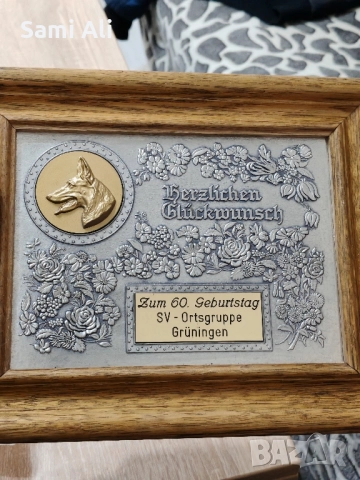 Sami Ali
Herzlichen
Glückwunsch
Zum 60. Geburtstag
SV - Ortsgruppe
Grüningen
BAZAR